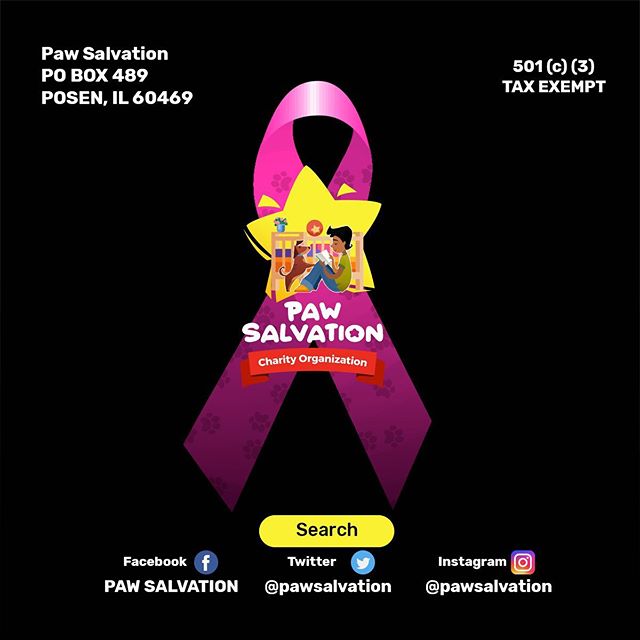 Paw Salvation
PO BOX 489
POSEN, IL 60469
501 (c) (3)
TAX EXEMPT
PAW
SALVATION
Charity Organization
Search
Facebook
PAW SALVATION
Twitter
@pawsalvation
Instagram
@pawsalvation